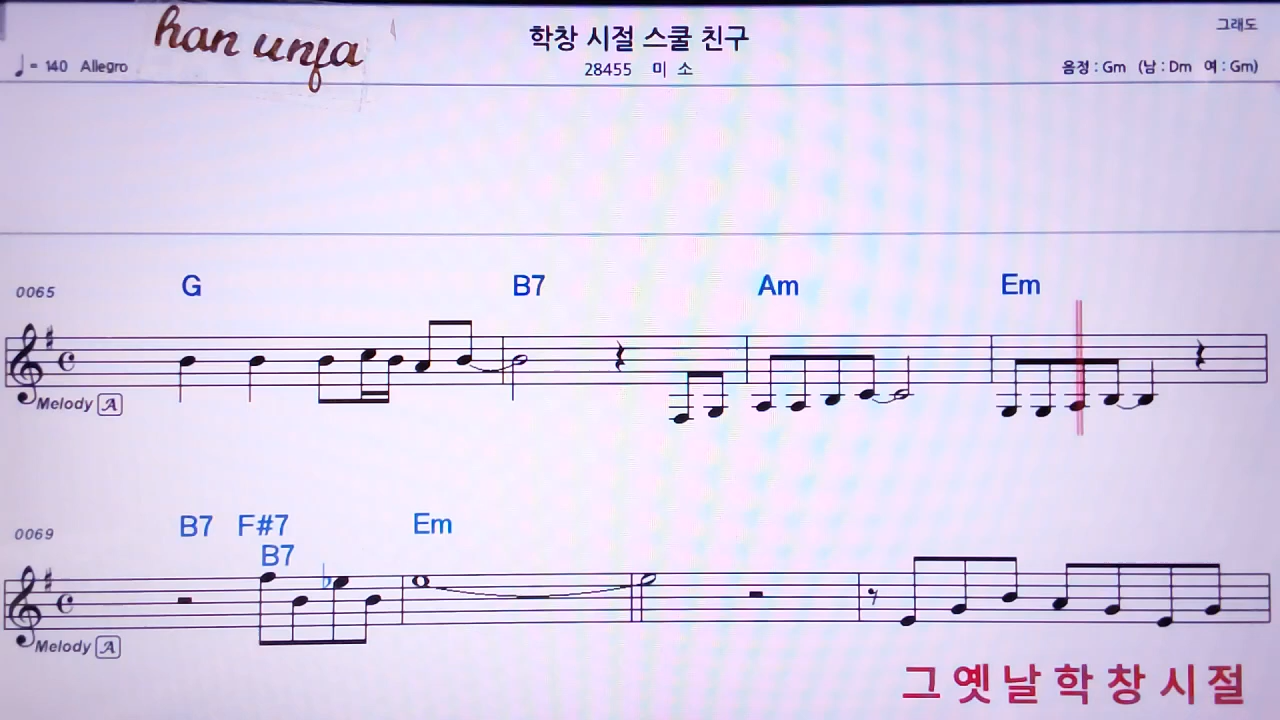 han unfa
학창 시절 스쿨 친구
그래도
♩= 140 Allegro
28455 미 소
음정 : Gm (남 : Dm 여 : Gm)
0065 G B7 Am Em
Melody A
0069 B7 F#7 Em
B7
Melody A
그 옛 날 학 창 시 절